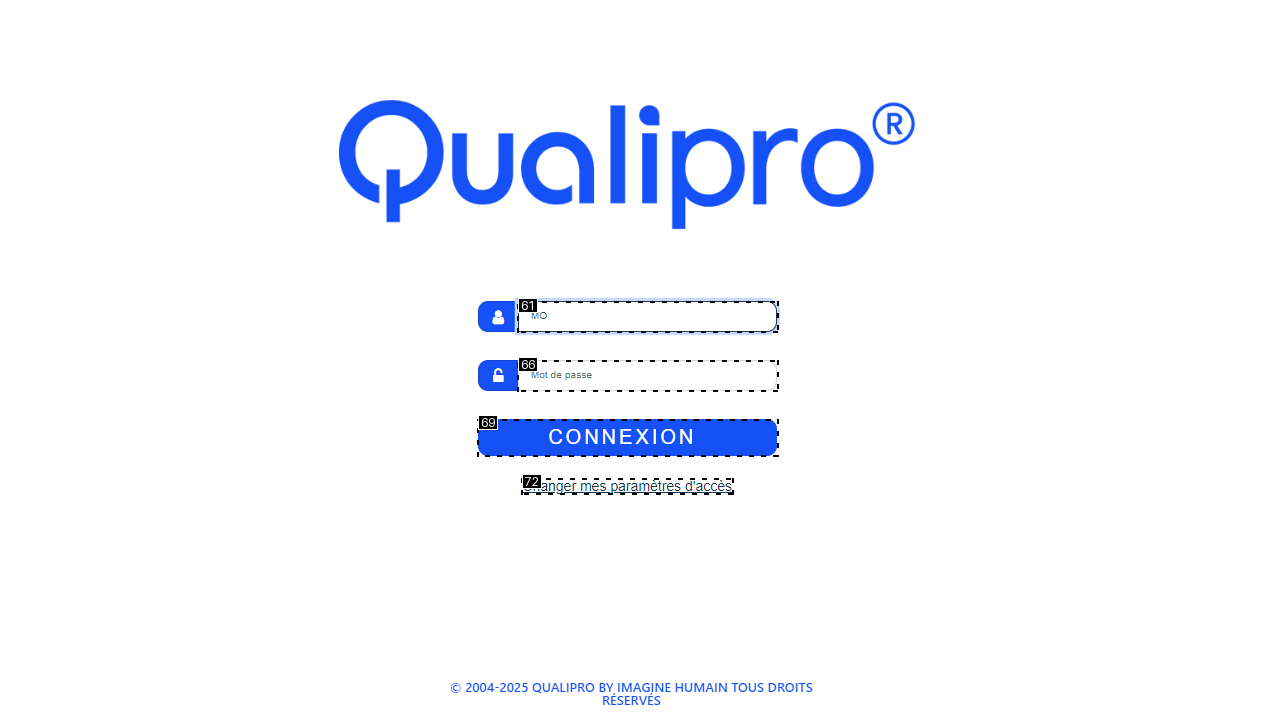 Qualipro®
61
MO
66
Mot de passe
69
CONNEXION
72
Changer mes paramètres d'accès
© 2004-2025 QUALIPRO BY IMAGINE HUMAIN TOUS DROITS
RÉSERVÉS